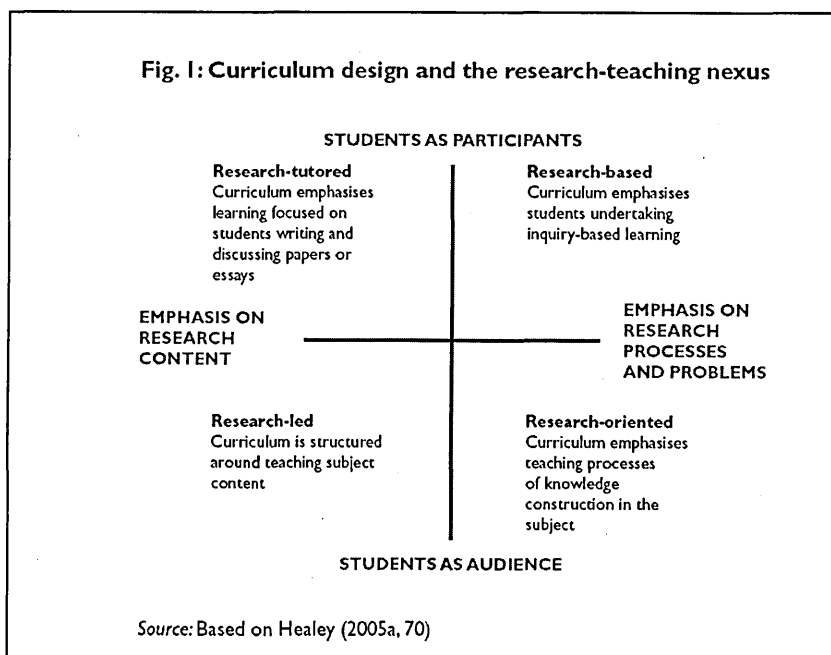 Fig. 1: Curriculum design and the research-teaching nexus
STUDENTS AS PARTICIPANTS
Research-tutored
Curriculum emphasises
learning focused on
students writing and
discussing papers or
essays
Research-based
Curriculum emphasises
students undertaking
inquiry-based learning
EMPHASIS ON
RESEARCH
CONTENT
EMPHASIS ON
RESEARCH
PROCESSES
AND PROBLEMS
Research-led
Curriculum is structured
around teaching subject
content
Research-oriented
Curriculum emphasises
teaching processes
of knowledge
construction in the
subject
STUDENTS AS AUDIENCE
Source: Based on Healey (2005a, 70)